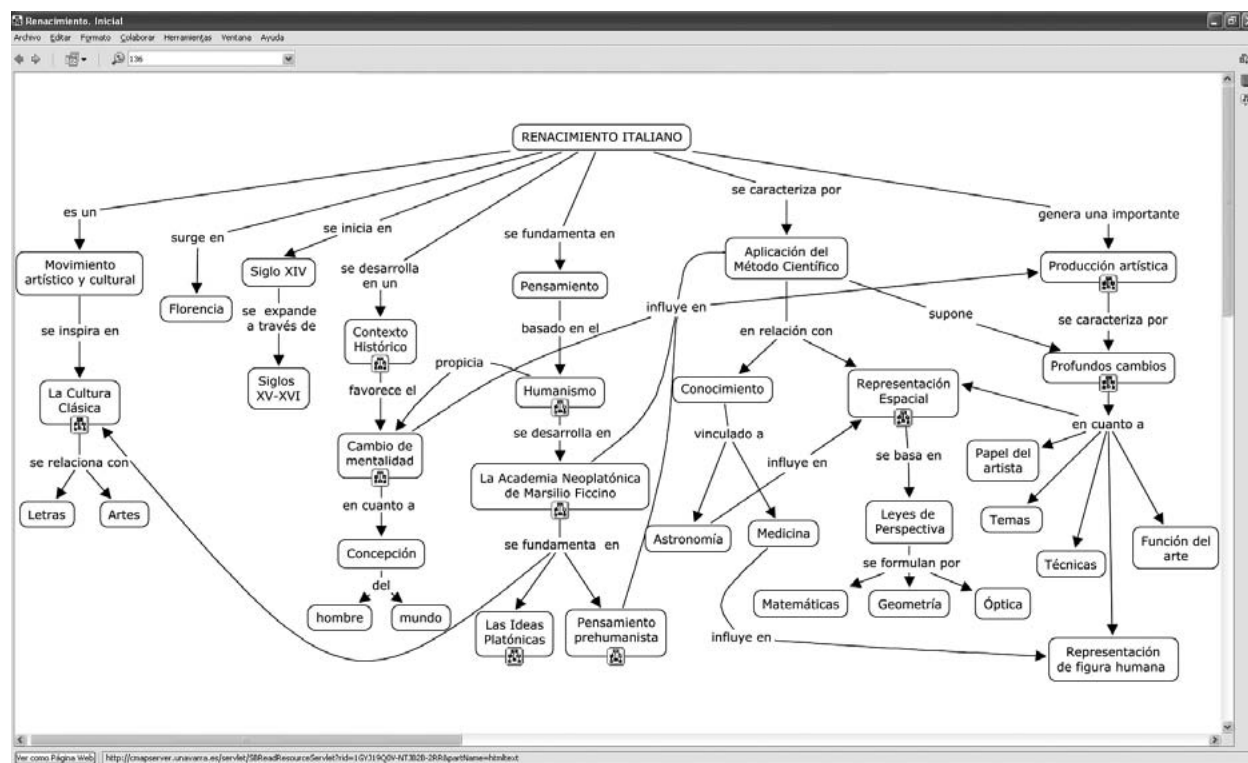 Renacimiento. Inicial
Archivo Editar Formato Colaborar Herramientas Ventana Ayuda
136
RENACIMIENTO ITALIANO
es un
Movimiento
artístico y cultural
se inspira en
La Cultura
Clásica
se relaciona con
Letras
Artes
surge en
Florencia
se inicia en
Siglo XIV
se expande
a través de
Siglos
XV-XVI
se desarrolla
en un
Contexto
Histórico
favorece el
Cambio de
mentalidad
en cuanto a
Concepción
del
hombre
mundo
se fundamenta en
Pensamiento
basado en el
propicia
Humanismo
se desarrolla en
La Academia Neoplatónica
de Marsilio Ficcino
se fundamenta en
Las Ideas
Platónicas
Pensamiento
prehumanista
influye en
se caracteriza por
Aplicación del
Método Científico
en relación con
Conocimiento
vinculado a
Astronomía
Medicina
influye en
influye en
Representación
Espacial
se basa en
Leyes de
Perspectiva
se formulan por
Matemáticas
Geometría
Óptica
supone
genera una importante
Producción artística
se caracteriza por
Profundos cambios
en cuanto a
Papel del
artista
Temas
Técnicas
Función del
arte
Representación
de figura humana
Ver como Página Web